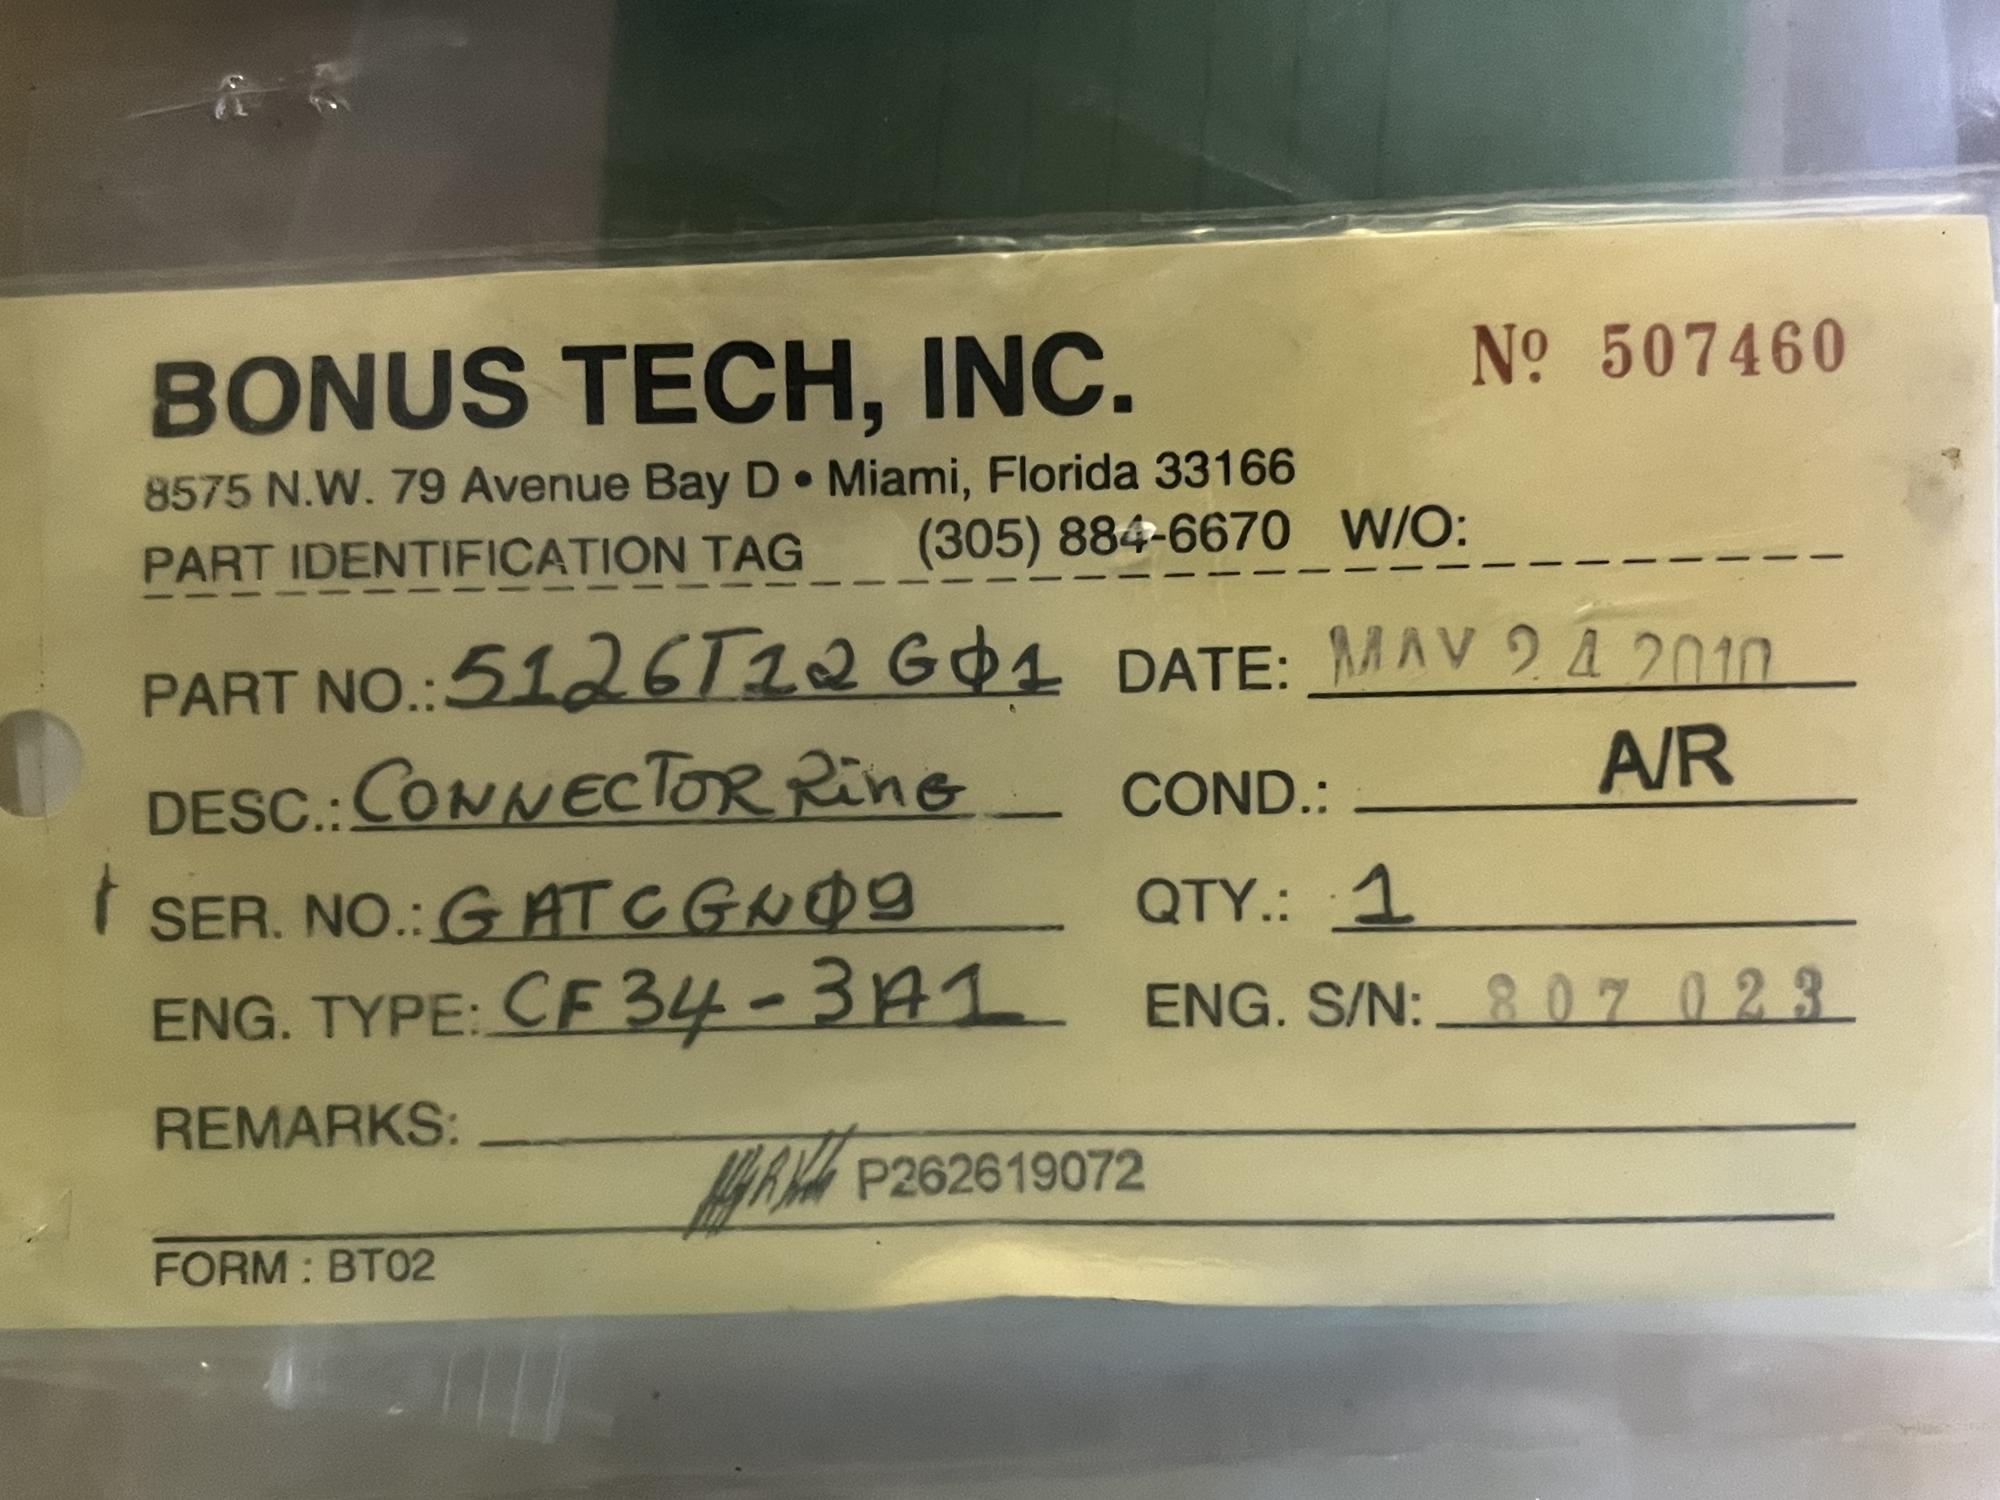 BONUS TECH, INC. Nº 507460
8575 N.W. 79 Avenue Bay D • Miami, Florida 33166
PART IDENTIFICATION TAG (305) 884-6670 W/O:
PART NO.: 5126T12G01 DATE: MAY 24 2010
DESC.: CONNECTOR RinG COND.: A/R
SER. NO.: GATCGN09 QTY.: 1
ENG. TYPE: CF34-3A1 ENG. S/N: 807023
REMARKS:
P262619072
FORM : BT02